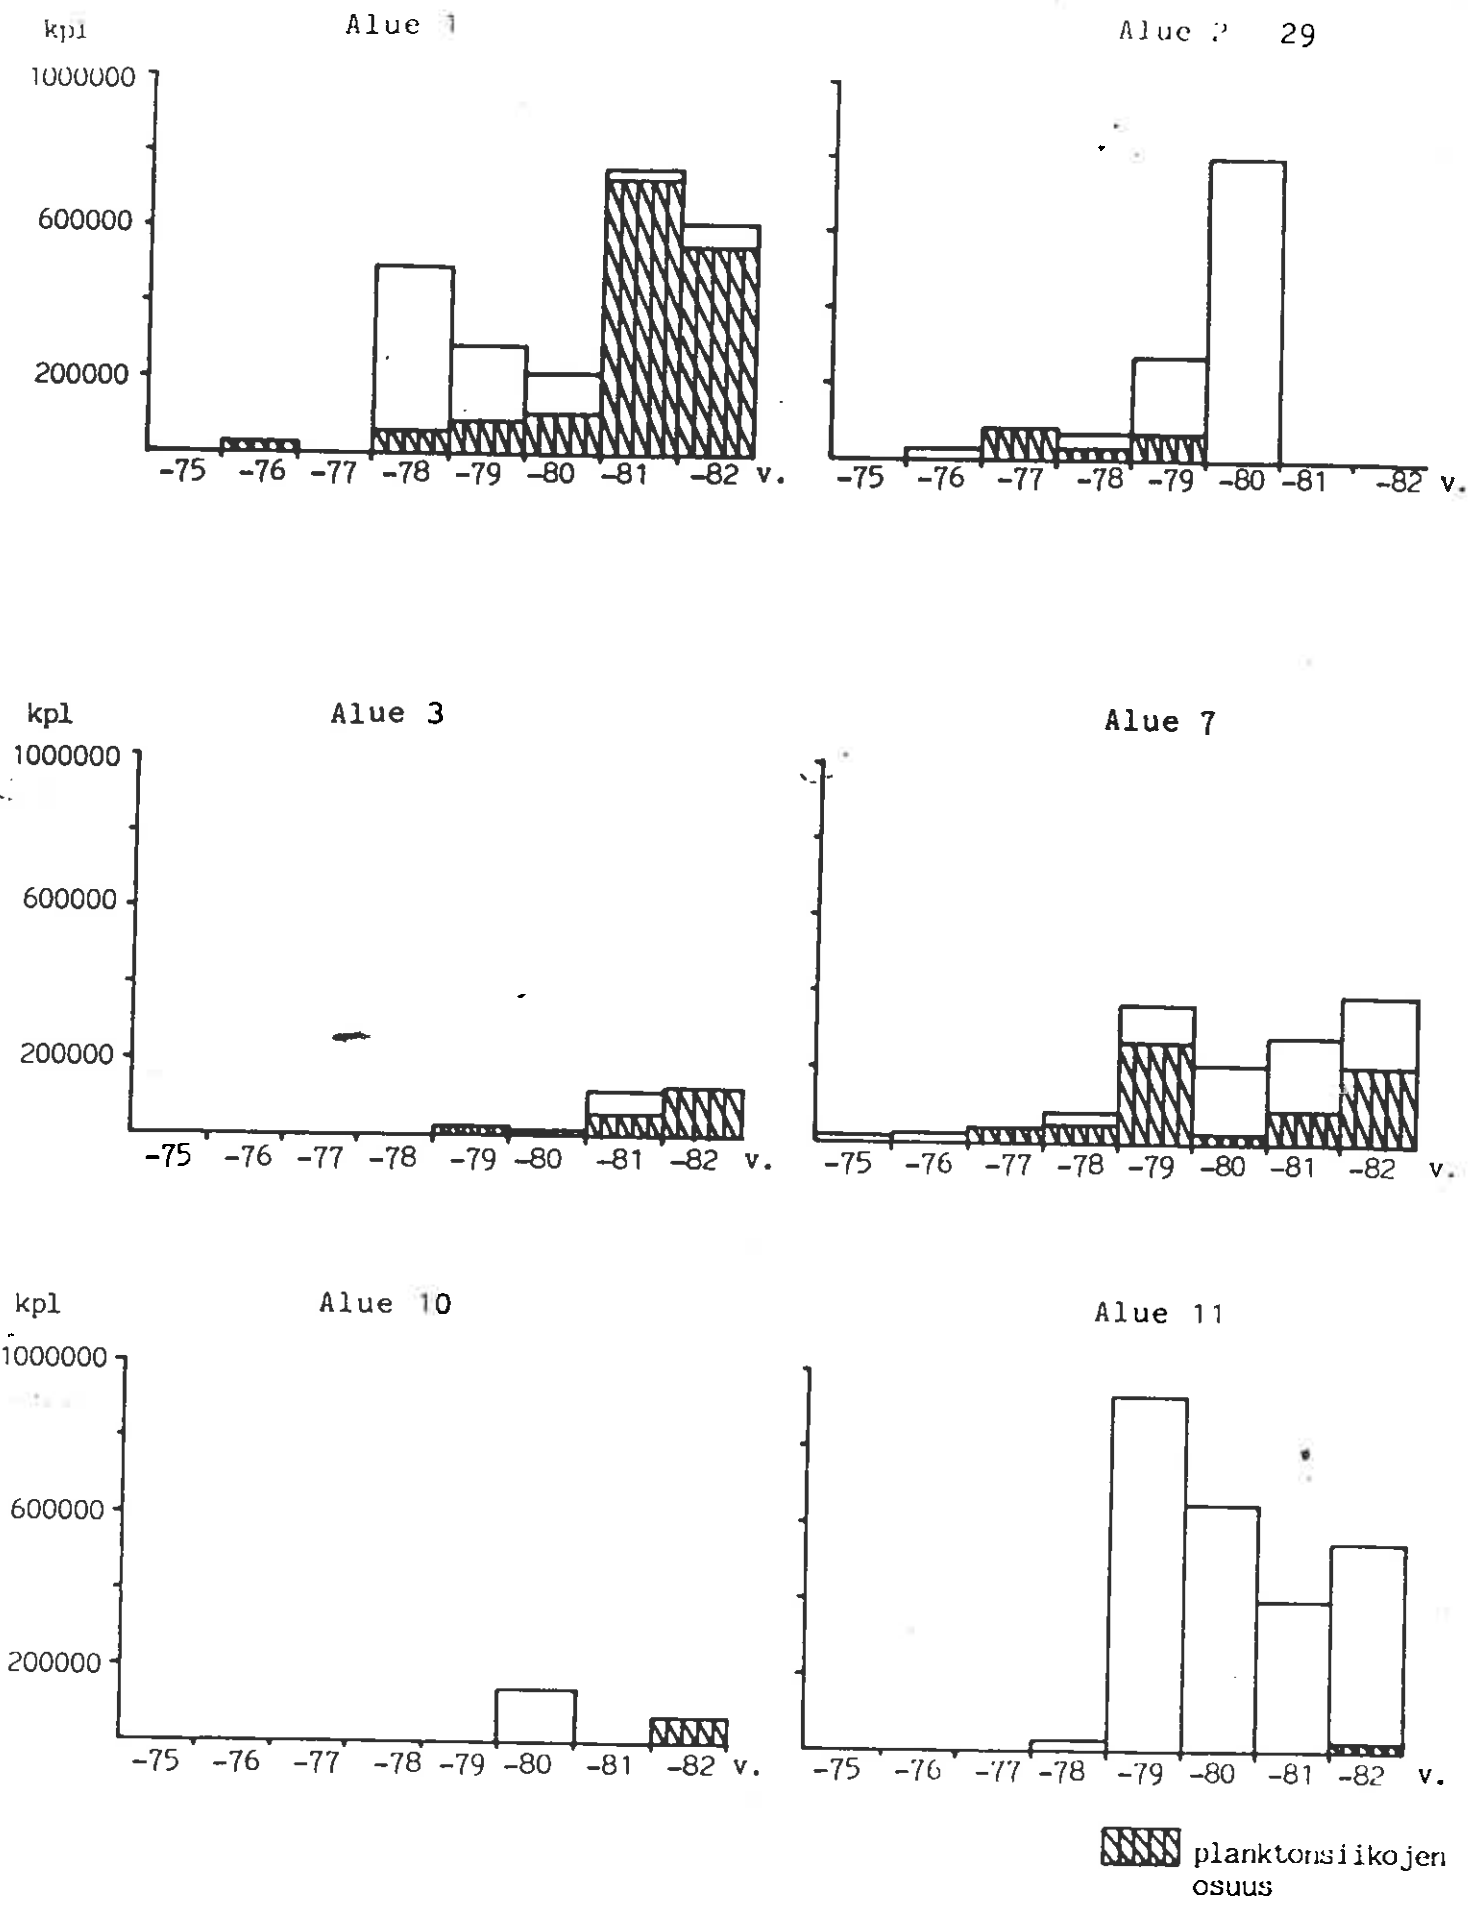 kpl Alue 1 Alue 2 29
1000000
600000
200000
-75 -76 -77 -78 -79 -80 -81 -82 v.
-75 -76 -77 -78 -79 -80 -81 -82 v.
kpl Alue 3 Alue 7
1000000
600000
200000
-75 -76 -77 -78 -79 -80 -81 -82 v.
-75 -76 -77 -78 -79 -80 -81 -82 v.
kpl Alue 10 Alue 11
1000000
600000
200000
-75 -76 -77 -78 -79 -80 -81 -82 v.
-75 -76 -77 -78 -79 -80 -81 -82 v.
planktonsiikojen
osuus